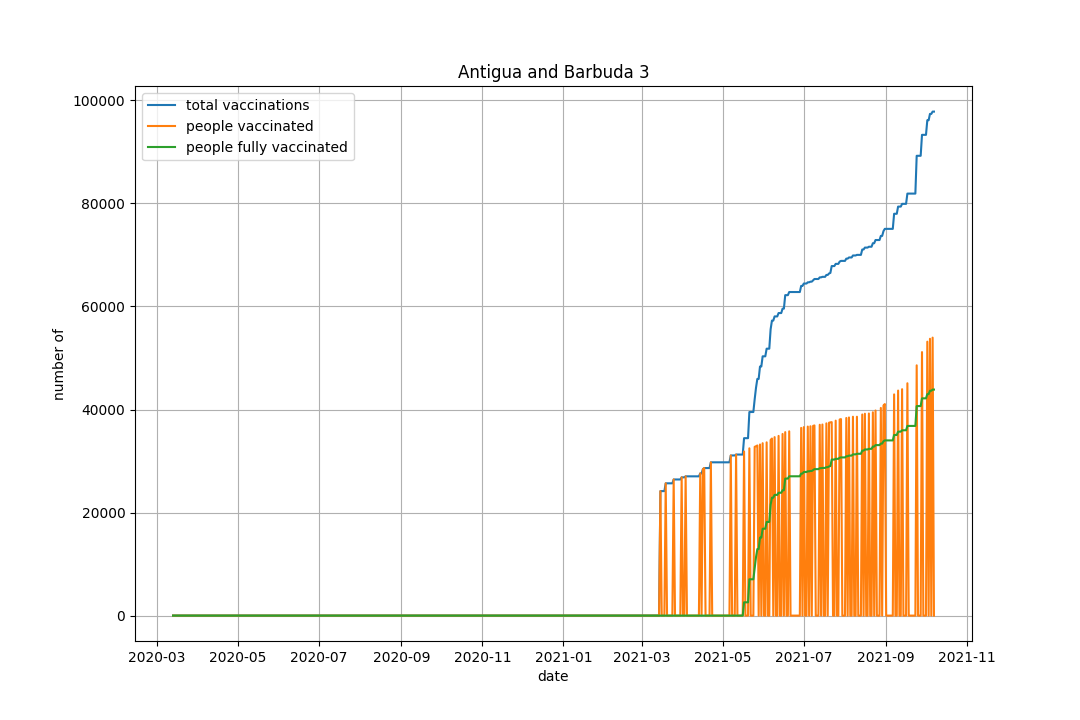 Antigua and Barbuda 3
total vaccinations
people vaccinated
people fully vaccinated
100000
80000
60000
40000
20000
0
number of
2020-03 2020-05 2020-07 2020-09 2020-11 2021-01 2021-03 2021-05 2021-07 2021-09 2021-11
date